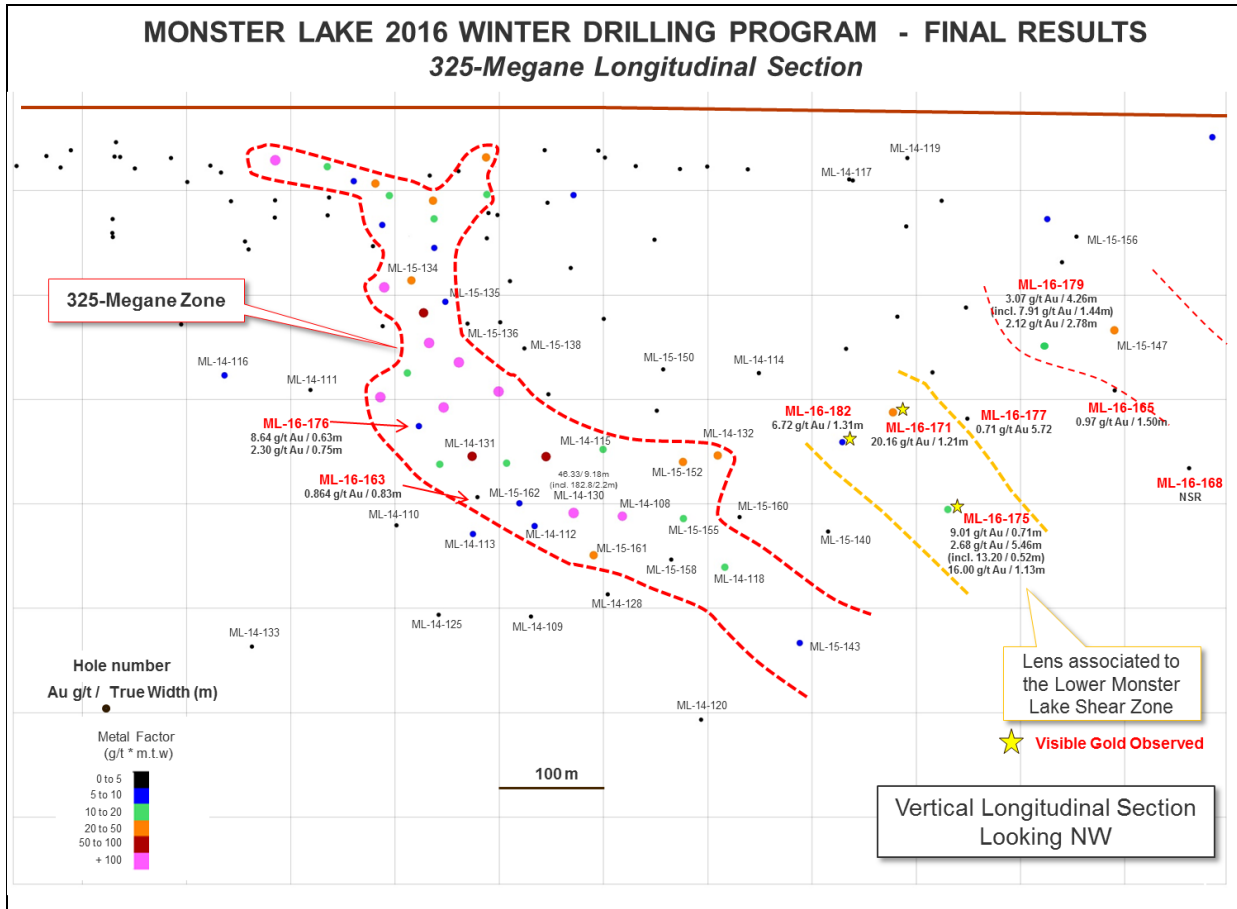 MONSTER LAKE 2016 WINTER DRILLING PROGRAM - FINAL RESULTS
325-Megane Longitudinal Section
ML-14-119
ML-14-117
ML-15-156
ML-15-134
ML-16-179
3.07 g/t Au / 4.26m
(incl. 7.91 g/t Au / 1.44m)
2.12 g/t Au / 2.78m
325-Megane Zone
ML-15-135
ML-15-136
ML-15-138
ML-15-147
ML-14-116
ML-15-150
ML-14-114
ML-14-111
ML-16-176
8.64 g/t Au / 0.63m
2.30 g/t Au / 0.75m
ML-16-182
6.72 g/t Au / 1.31m
ML-16-171
20.16 g/t Au / 1.21m
ML-16-177
0.71 g/t Au 5.72
ML-16-165
0.97 g/t Au / 1.50m
ML-14-131
ML-14-115
ML-14-132
ML-15-152
46.33/ 9.18m
(incl. 182.8/2.2m)
ML-16-163
0.864 g/t Au / 0.83m
ML-15-162
ML-14-130
ML-14-108
ML-16-168
NSR
ML-14-110
ML-14-113
ML-14-112
ML-15-161
ML-15-155
ML-15-160
ML-15-140
ML-16-175
9.01 g/t Au / 0.71m
2.68 g/t Au / 5.46m
(incl. 13.20 / 0.52m)
16.00 g/t Au / 1.13m
ML-15-158
ML-14-118
ML-14-128
ML-14-125
ML-14-109
ML-14-133
ML-15-143
ML-14-120
Hole number
Au g/t / True Width (m)
Lens associated to
the Lower Monster
Lake Shear Zone
Visible Gold Observed
Metal Factor
(g/t * m.t.w)
0 to 5
5 to 10
10 to 20
20 to 50
50 to 100
+ 100
100 m
Vertical Longitudinal Section
Looking NW